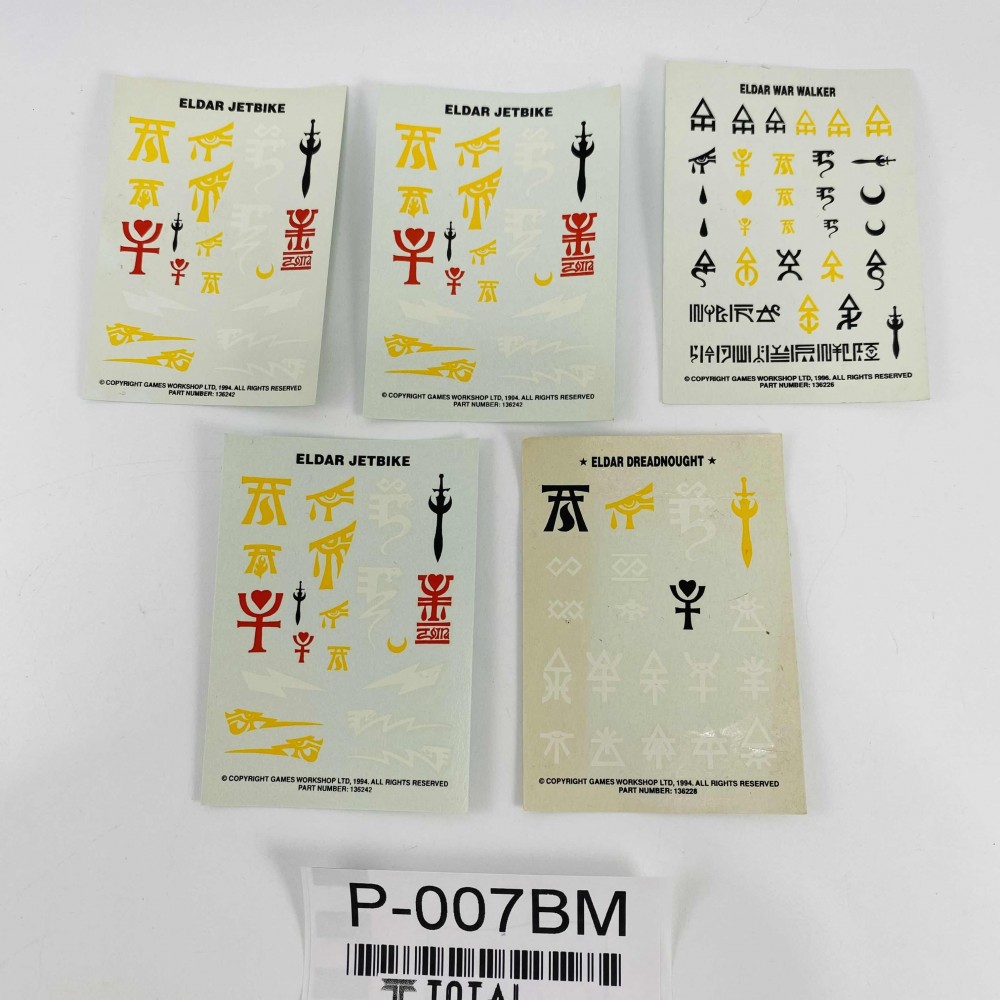 ELDAR JETBIKE
© COPYRIGHT GAMES WORKSHOP LTD, 1994. ALL RIGHTS RESERVED
PART NUMBER: 136242
ELDAR JETBIKE
© COPYRIGHT GAMES WORKSHOP LTD, 1994. ALL RIGHTS RESERVED
PART NUMBER: 136242
ELDAR WAR WALKER
© COPYRIGHT GAMES WORKSHOP LTD, 1996. ALL RIGHTS RESERVED
PART NUMBER: 136226
ELDAR JETBIKE
© COPYRIGHT GAMES WORKSHOP LTD, 1994. ALL RIGHTS RESERVED
PART NUMBER: 136242
★ ELDAR DREADNOUGHT ★
© COPYRIGHT GAMES WORKSHOP LTD, 1994. ALL RIGHTS RESERVED
PART NUMBER: 136228
P-007BM
TOTAL